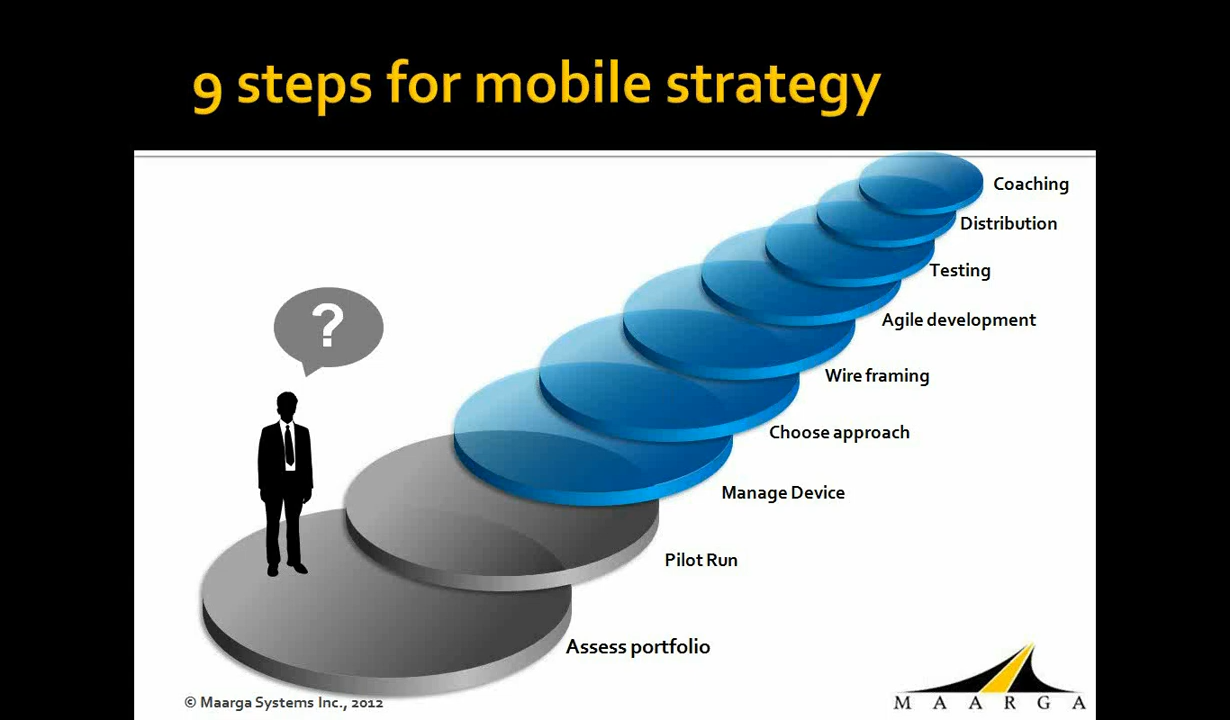 9 steps for mobile strategy
Coaching
Distribution
Testing
Agile development
Wire framing
Choose approach
Manage Device
Pilot Run
Assess portfolio
?
© Maarga Systems Inc., 2012
MAARGA